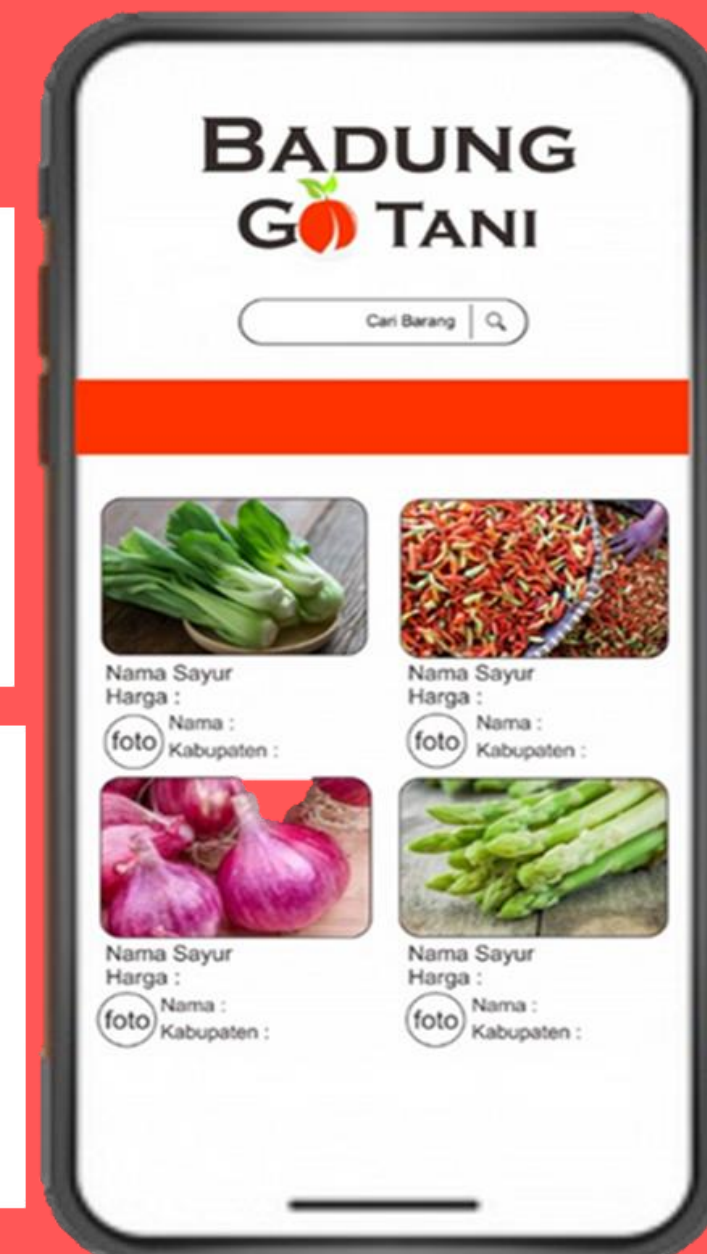 BADUNG
GO TANI
Cari Barang
Nama Sayur
Harga :
foto
Nama :
Kabupaten :
Nama Sayur
Harga :
foto
Nama :
Kabupaten :
Nama Sayur
Harga :
foto
Nama :
Kabupaten :
Nama Sayur
Harga :
foto
Nama :
Kabupaten :